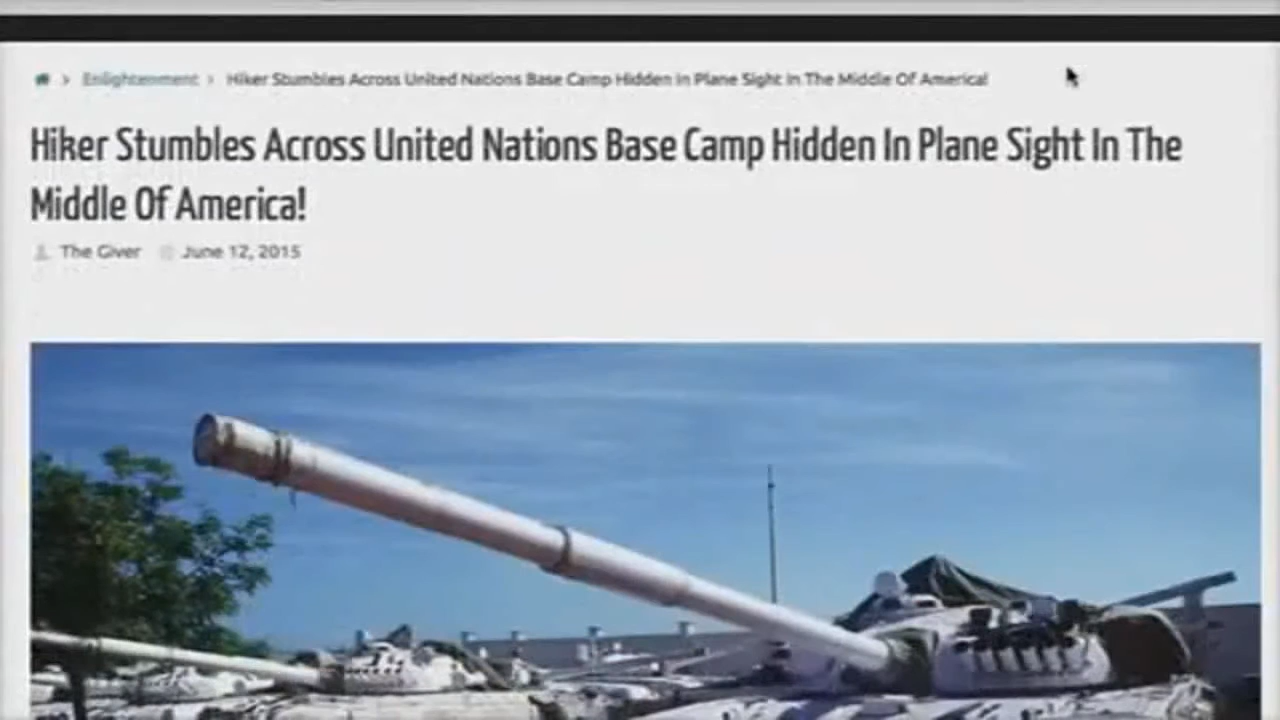 Enlightenment > Hiker Stumbles Across United Nations Base Camp Hidden In Plane Sight In The Middle Of America!
Hiker Stumbles Across United Nations Base Camp Hidden In Plane Sight In The
Middle Of America!
The Giver June 12, 2015